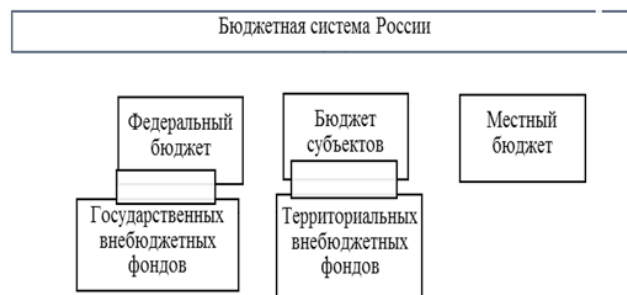 Бюджетная система России
Федеральный
бюджет
Бюджет
субъектов
Местный
бюджет
Государственных
внебюджетных
фондов
Территориальных
внебюджетных
фондов